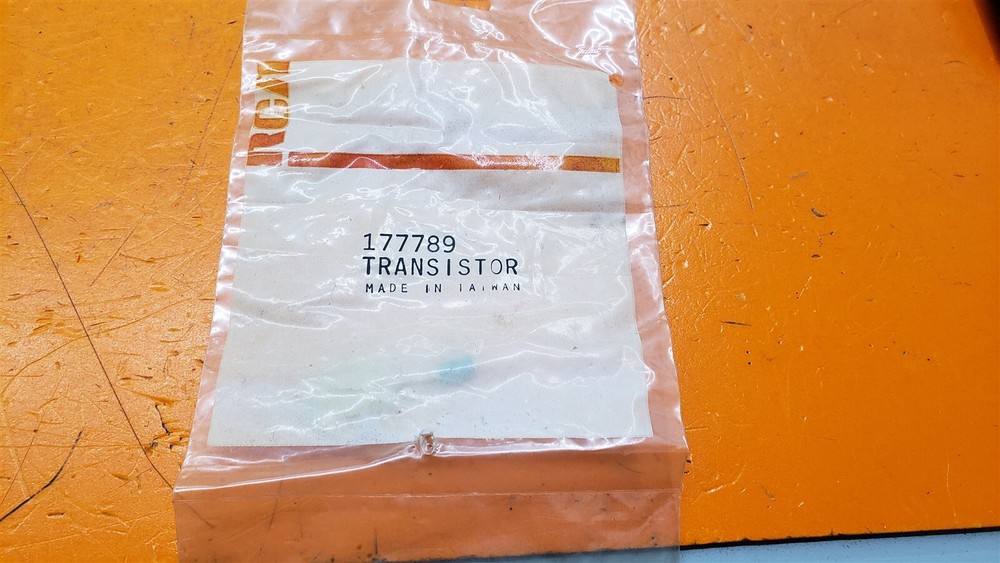 RCA
177789
TRANSISTOR
MADE IN TAIWAN